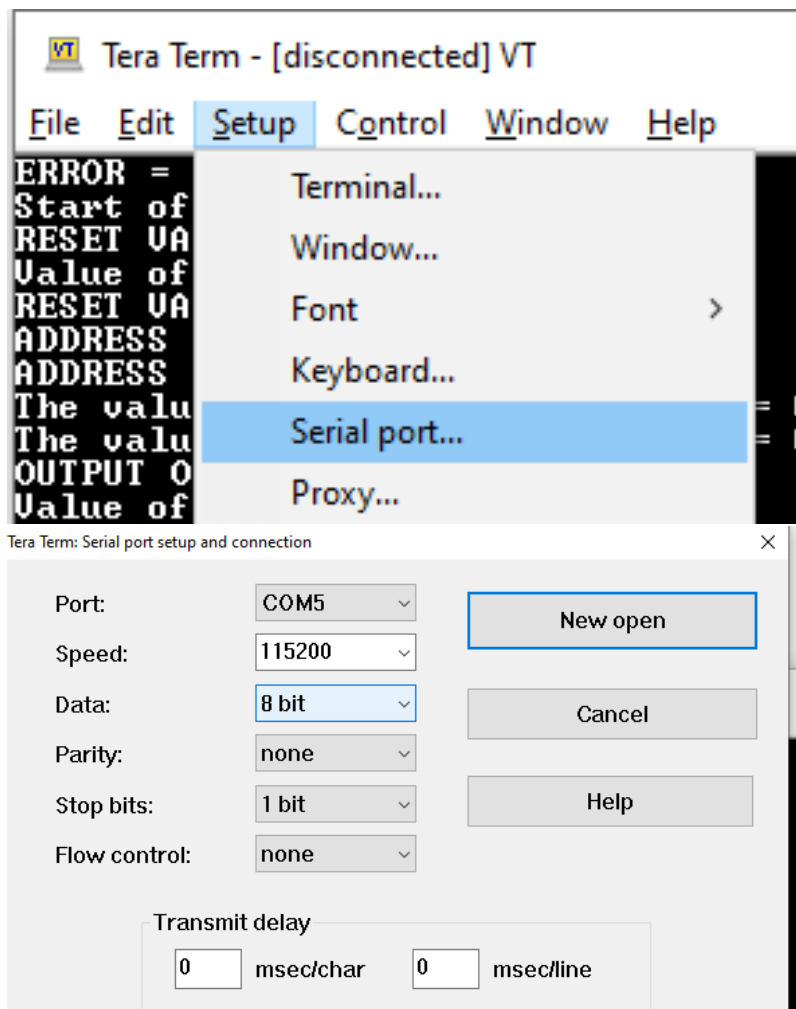 VT Tera Term - [disconnected] VT
File Edit Setup Control Window Help
ERROR =
Start of
RESET VA
Value of
RESET VA
ADDRESS
ADDRESS
The valu
The valu
OUTPUT O
Value of
Terminal...
Window...
Font
Keyboard...
Serial port...
Proxy...
=
=
Tera Term: Serial port setup and connection
Port: COM5
New open
Speed: 115200
Data: 8 bit
Cancel
Parity: none
Stop bits: 1 bit
Help
Flow control: none
Transmit delay
0 msec/char 0 msec/line